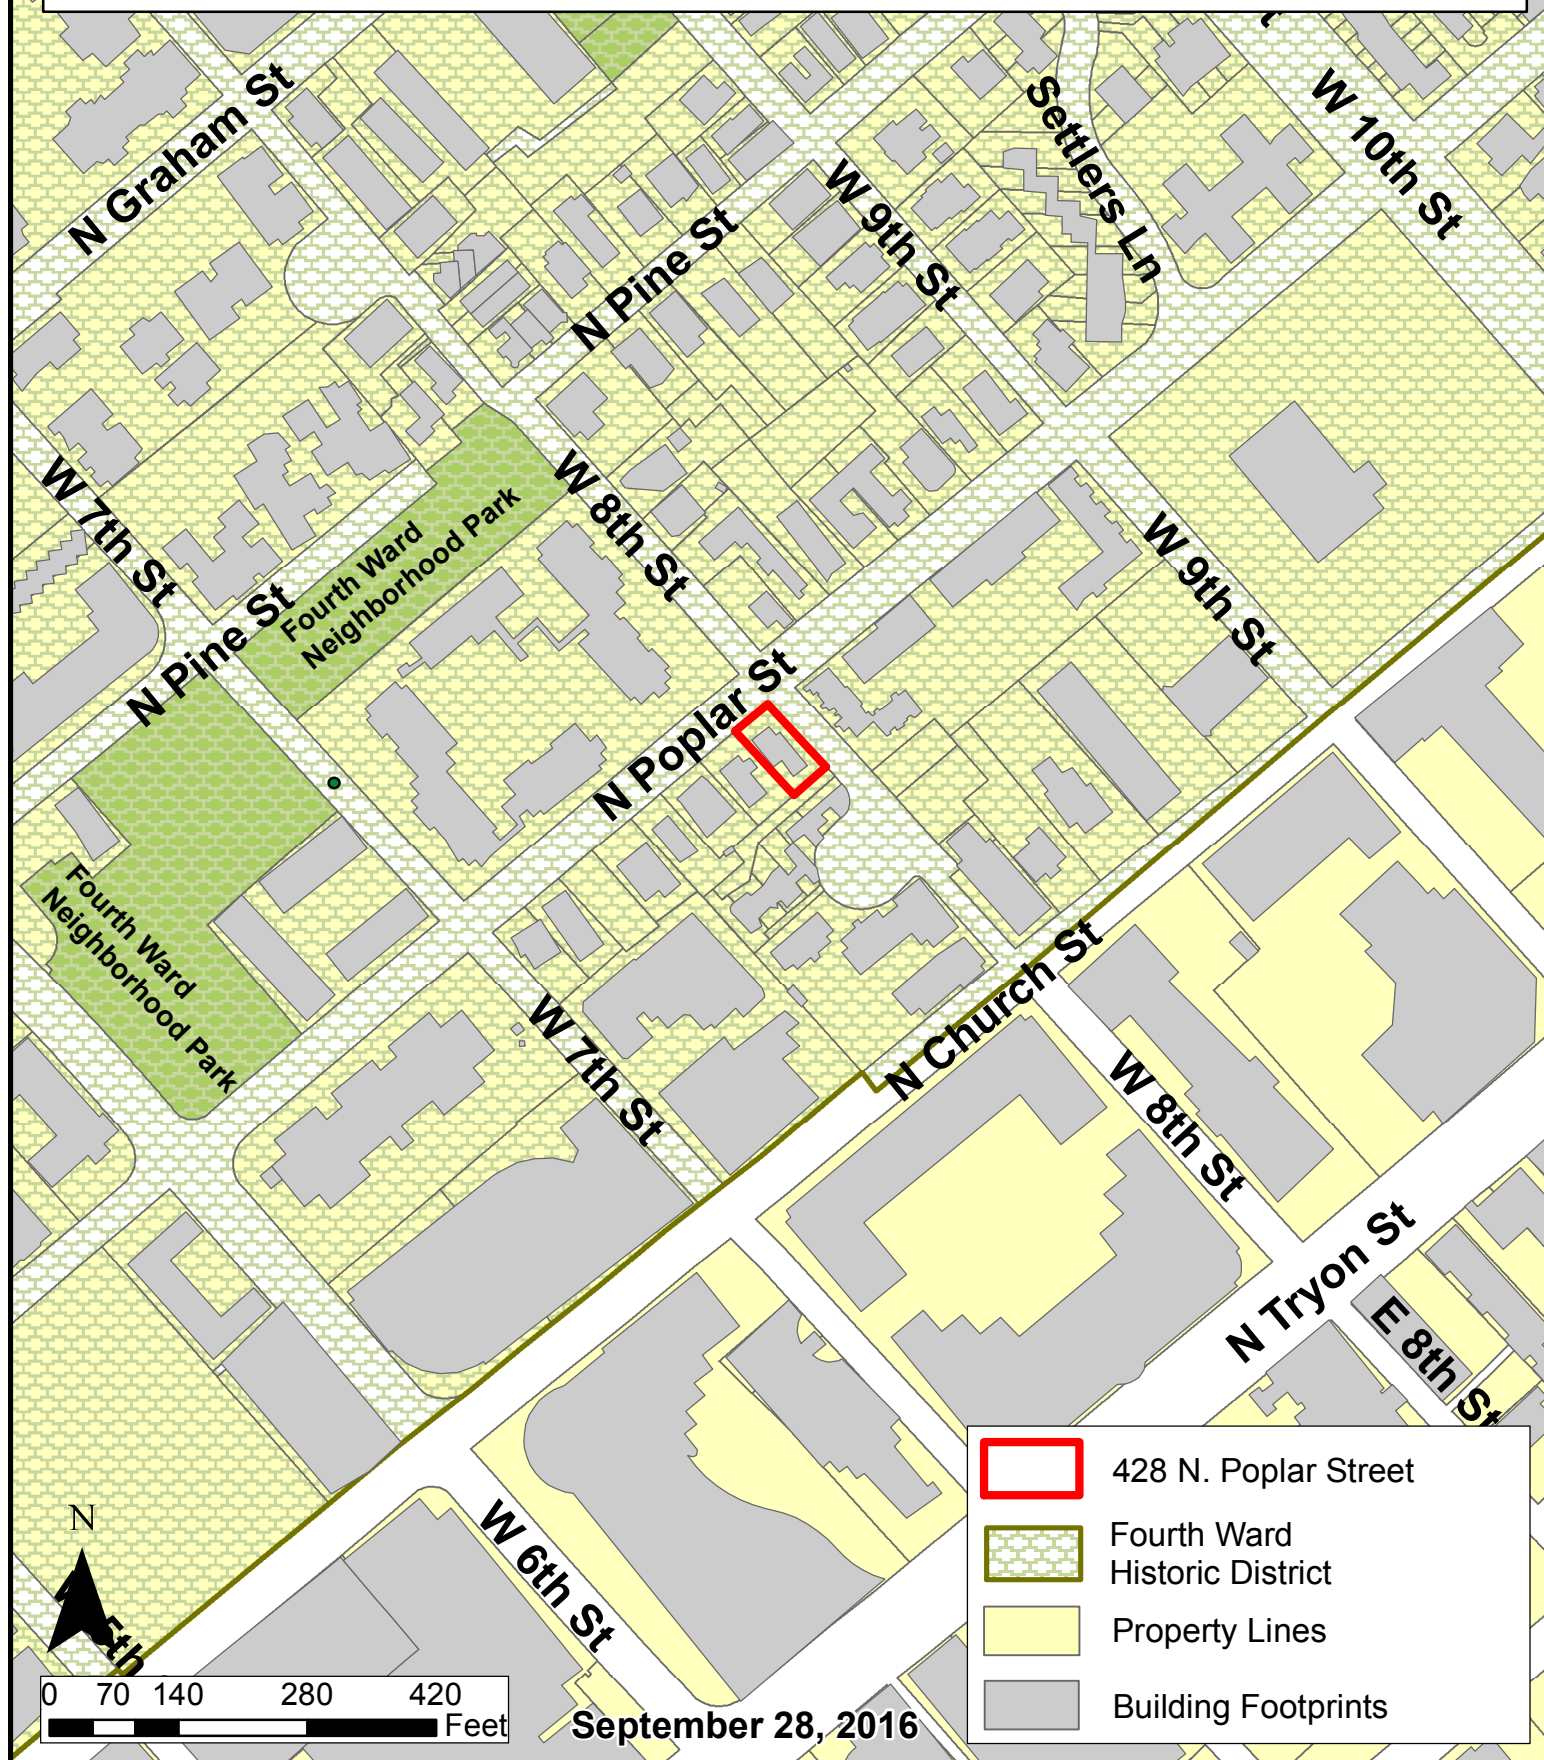 N Graham St
Settlers Ln
W 10th St
W 9th St
N Pine St
W 7th St
Fourth Ward
Neighborhood Park
W 8th St
W 9th St
N Pine St
N Poplar St
Fourth Ward
Neighborhood Park
N Church St
W 7th St
W 8th St
N Tryon St
E 8th St
W 6th St
N
428 N. Poplar Street
Fourth Ward
Historic District
Property Lines
Building Footprints
0 70 140 280 420
Feet
September 28, 2016